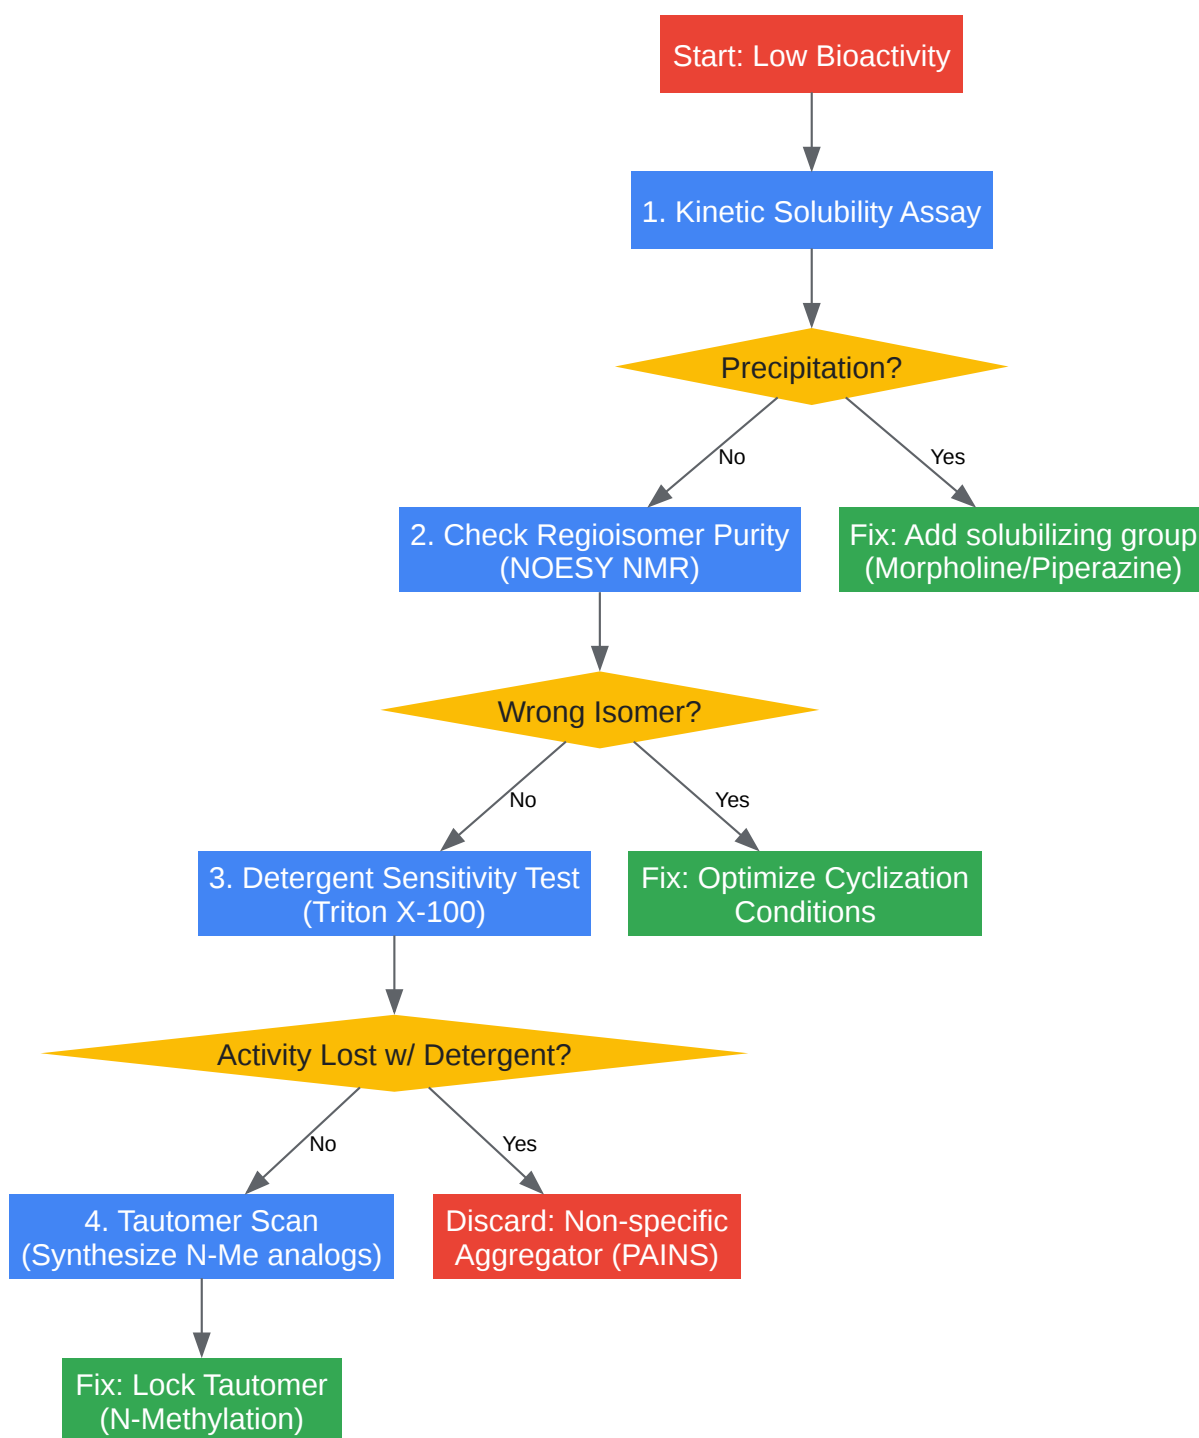 Start: Low Bioactivity
1. Kinetic Solubility Assay
Precipitation?
No
Yes
2. Check Regioisomer Purity
(NOESY NMR)
Fix: Add solubilizing group
(Morpholine/Piperazine)
Wrong Isomer?
No
Yes
3. Detergent Sensitivity Test
(Triton X-100)
Fix: Optimize Cyclization
Conditions
Activity Lost w/ Detergent?
No
Yes
4. Tautomer Scan
(Synthesize N-Me analogs)
Discard: Non-specific
Aggregator (PAINS)
Fix: Lock Tautomer
(N-Methylation)